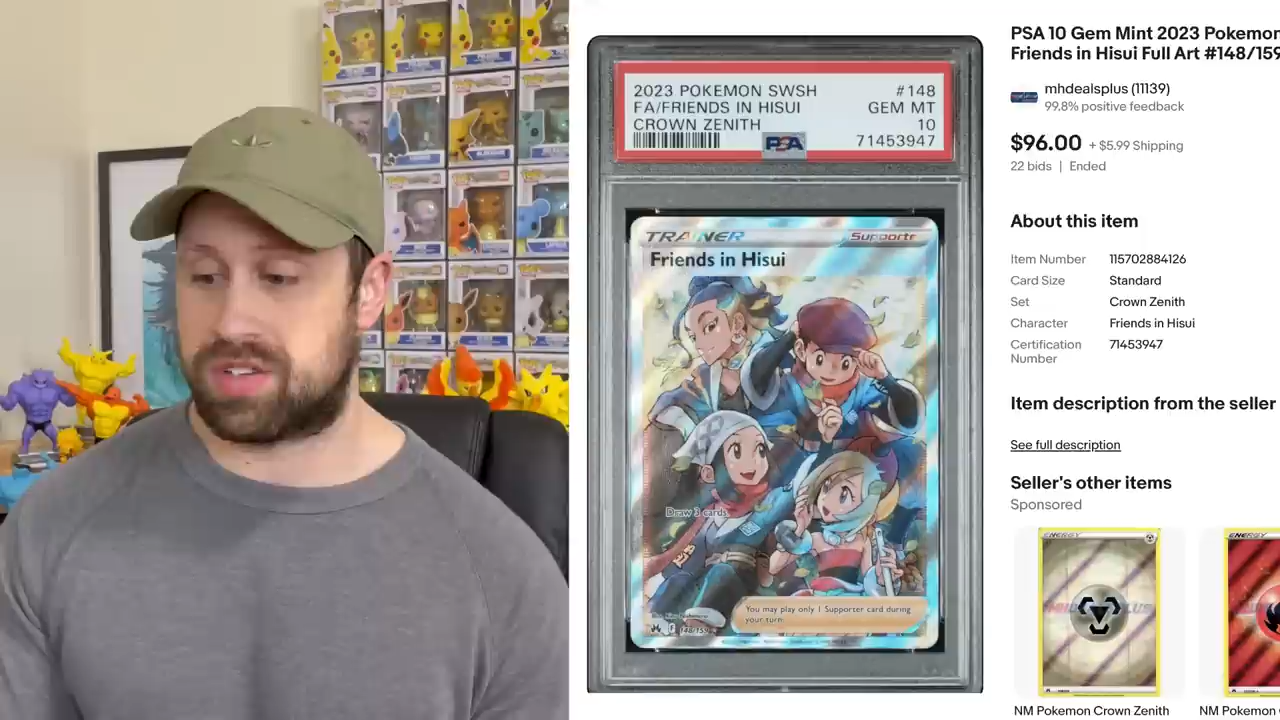 PSA 10 Gem Mint 2023 Pokemon
Friends in Hisui Full Art #148/159
mhdealsplus (11139)
99.8% positive feedback
$96.00 + $5.99 Shipping
22 bids | Ended
About this item
Item Number 115702884126
Card Size Standard
Set Crown Zenith
Character Friends in Hisui
Certification Number 71453947
Item description from the seller
See full description
Seller's other items
Sponsored
NM Pokemon Crown Zenith
NM Pokemon
2023 POKEMON SWSH #148
FA/FRIENDS IN HISUI GEM MT
CROWN ZENITH 10
PSA 71453947
TRAINER Supporter
Friends in Hisui
Draw 3 cards.
You may play only 1 Supporter card during
your turn.
148/159
ENERGY
ENERGY